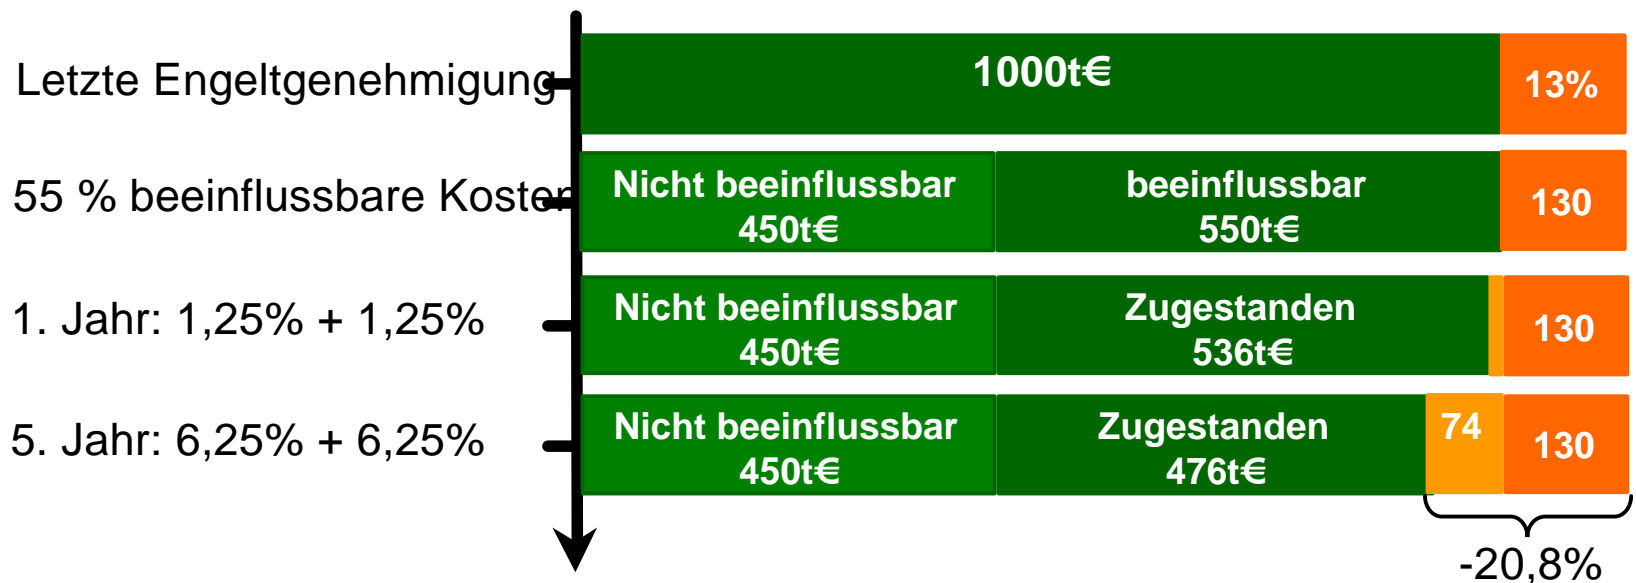 Letzte Engeltgenehmigung
1000t€
13%
55 % beeinflussbare Kosten
Nicht beeinflussbar
450t€
beeinflussbar
550t€
130
1. Jahr: 1,25% + 1,25%
Nicht beeinflussbar
450t€
Zugestanden
536t€
130
5. Jahr: 6,25% + 6,25%
Nicht beeinflussbar
450t€
Zugestanden
476t€
74
130
-20,8%